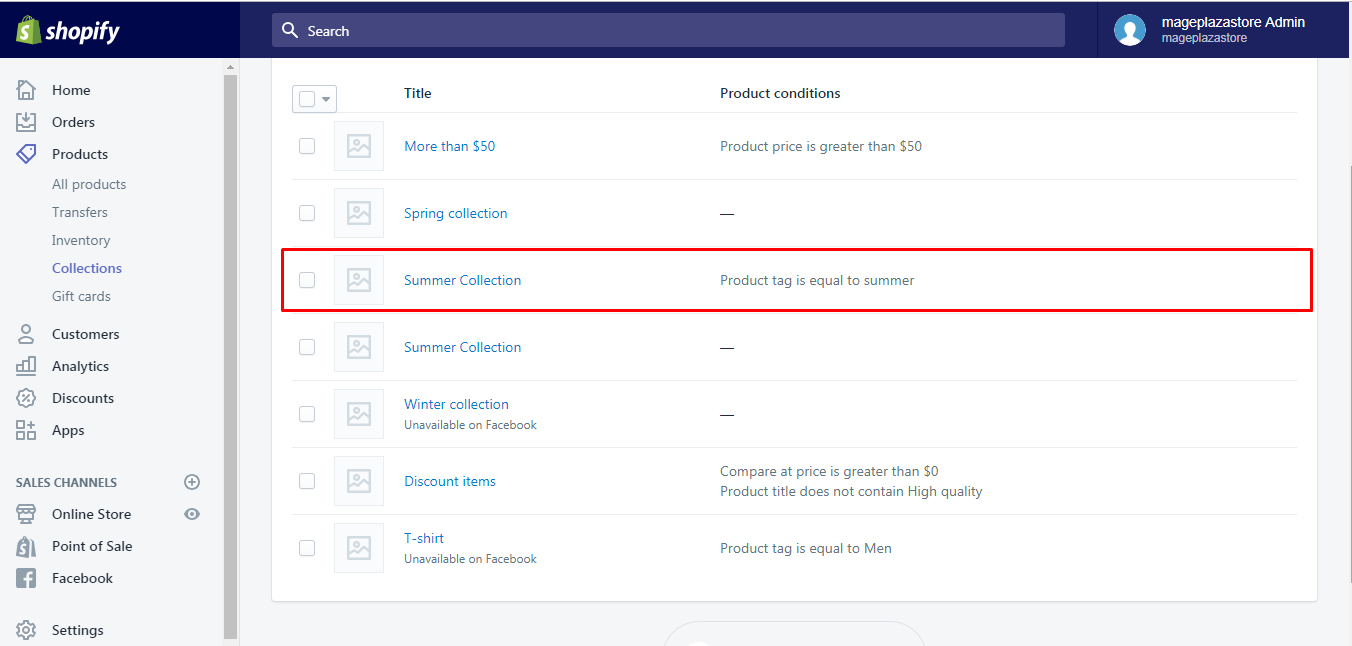 shopify
Search
mageplazastore Admin
mageplazastore
Home
Orders
Products
All products
Transfers
Inventory
Collections
Gift cards
Customers
Analytics
Discounts
Apps
SALES CHANNELS
Online Store
Point of Sale
Facebook
Settings
Title Product conditions
More than $50 Product price is greater than $50
Spring collection —
Summer Collection Product tag is equal to summer
Summer Collection —
Winter collection —
Unavailable on Facebook
Discount items Compare at price is greater than $0
Product title does not contain High quality
T-shirt Product tag is equal to Men
Unavailable on Facebook